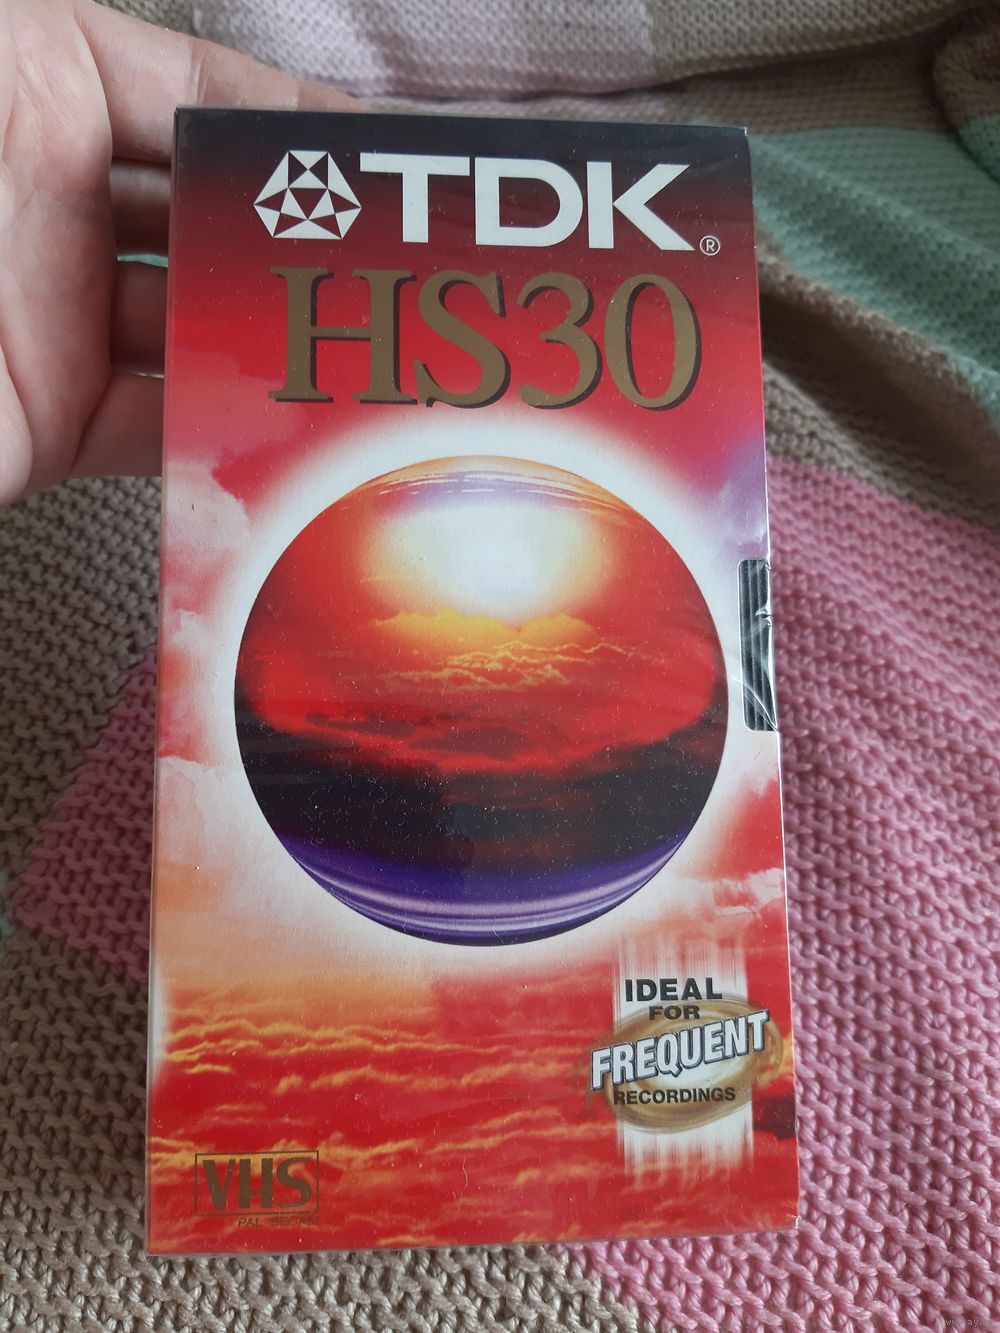 TDK®
HS30
IDEAL
FOR
FREQUENT
RECORDINGS
VHS
PAL SECAM